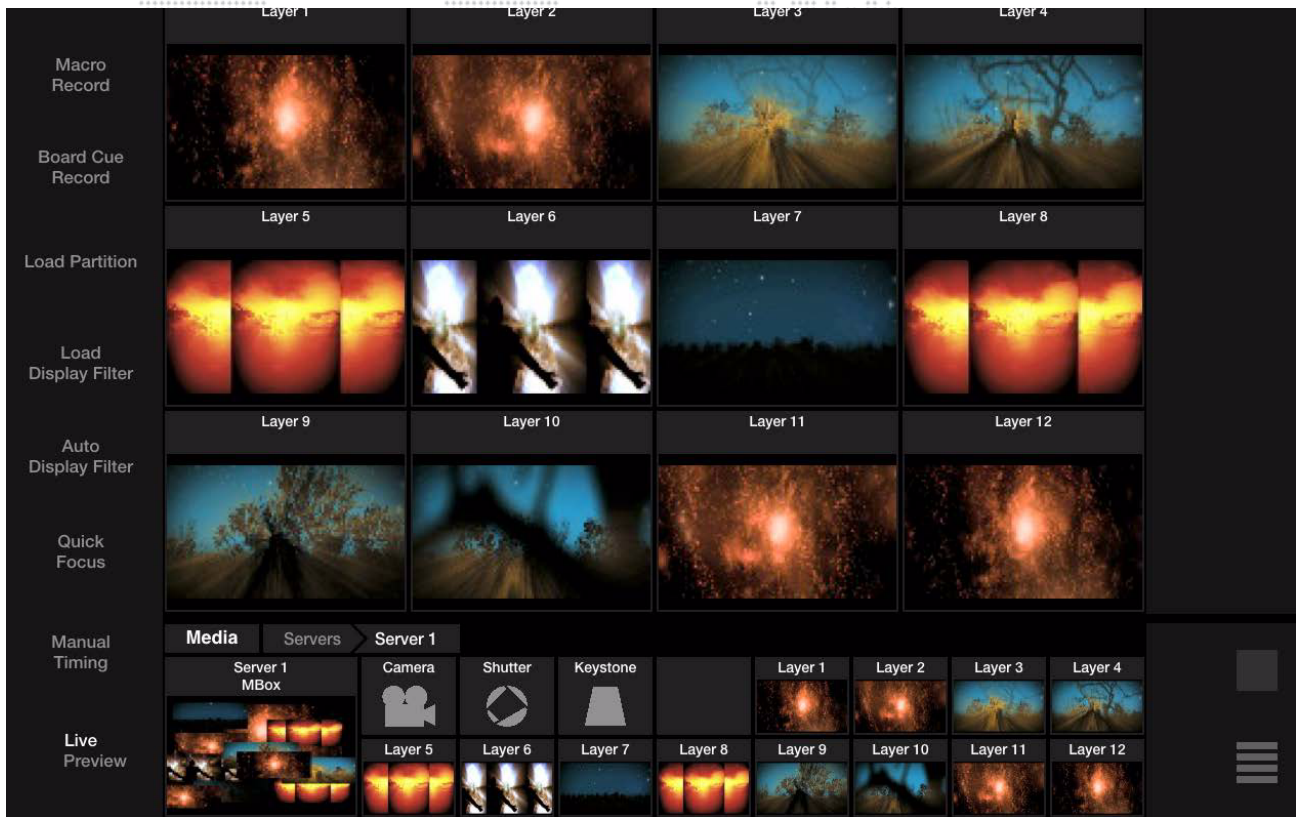 Layer 1
Layer 2
Layer 3
Layer 4
Macro
Record
Board Cue
Record
Layer 5
Layer 6
Layer 7
Layer 8
Load Partition
Load
Display Filter
Layer 9
Layer 10
Layer 11
Layer 12
Auto
Display Filter
Quick
Focus
Manual
Timing
Live
Preview
Media
Servers
Server 1
Server 1
MBox
Camera
Shutter
Keystone
Layer 1
Layer 2
Layer 3
Layer 4
Layer 5
Layer 6
Layer 7
Layer 8
Layer 9
Layer 10
Layer 11
Layer 12